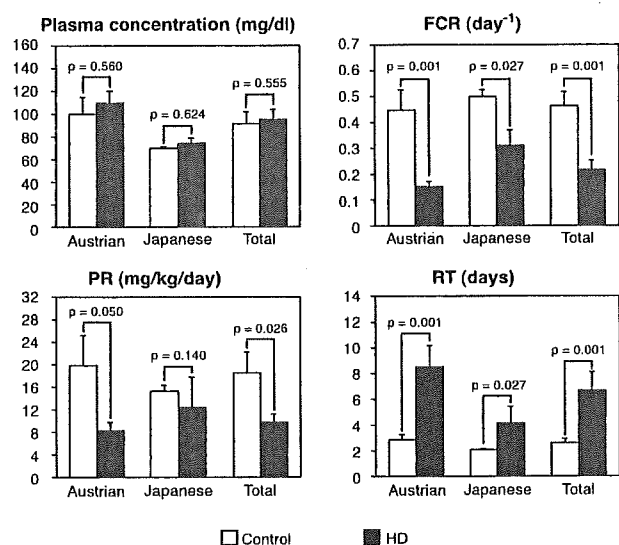 Plasma concentration (mg/dl)
160
140
120
100
80
60
40
20
0
ρ = 0.560
ρ = 0.624
ρ = 0.555
Austrian Japanese Total
FCR (day⁻¹)
0.7
0.6
0.5
0.4
0.3
0.2
0.1
0
ρ = 0.001
ρ = 0.027
ρ = 0.001
Austrian Japanese Total
PR (mg/kg/day)
32
28
24
20
16
12
8
4
0
ρ = 0.050
ρ = 0.140
ρ = 0.026
Austrian Japanese Total
RT (days)
14
12
10
8
6
4
2
0
ρ = 0.001
ρ = 0.027
ρ = 0.001
Austrian Japanese Total
Control HD